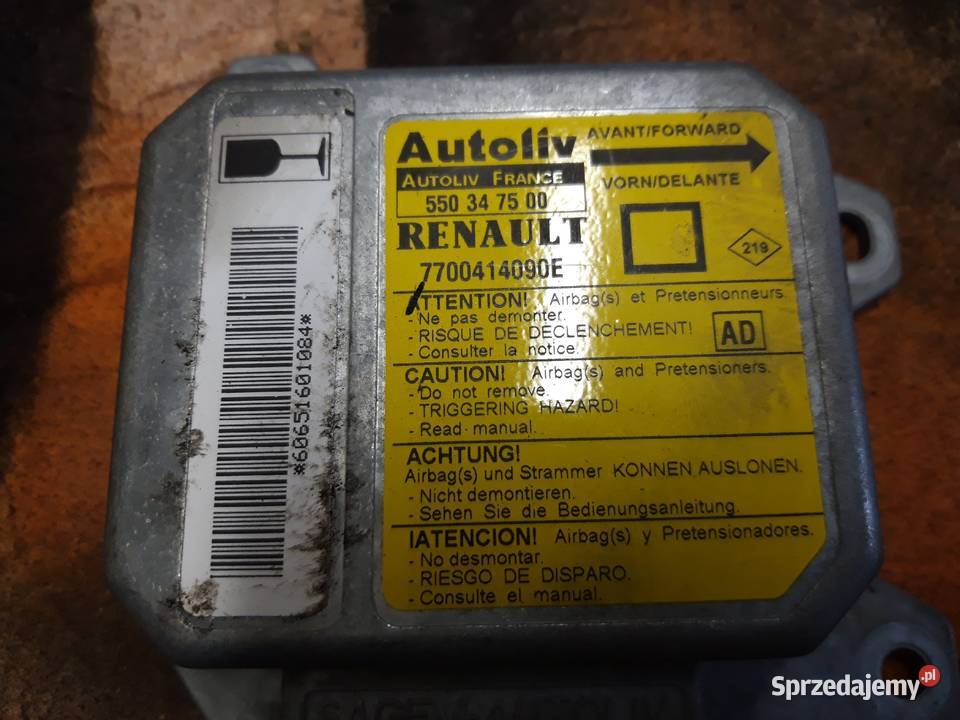 *60651601084*
Autoliv
AUTOLIV FRANCE
550 34 75 00
AVANT/FORWARD
VORN/DELANTE
RENAULT
7700414090E
219
ATTENTION! Airbag(s) et Pretensionneurs.
- Ne pas demonter.
- RISQUE DE DECLENCHEMENT!
- Consulter la notice.
AD
CAUTION! Airbag(s) and Pretensioners.
- Do not remove.
- TRIGGERING HAZARD!
- Read manual.
ACHTUNG!
Airbag(s) und Strammer KONNEN AUSLONEN.
- Nicht demontieren.
- Sehen Sie die Bedienungsanleitung.
IATENCION! Airbag(s) y Pretensionadores.
- No desmontar.
- RIESGO DE DISPARO.
- Consulte el manual.
Sprzedajemy.pl